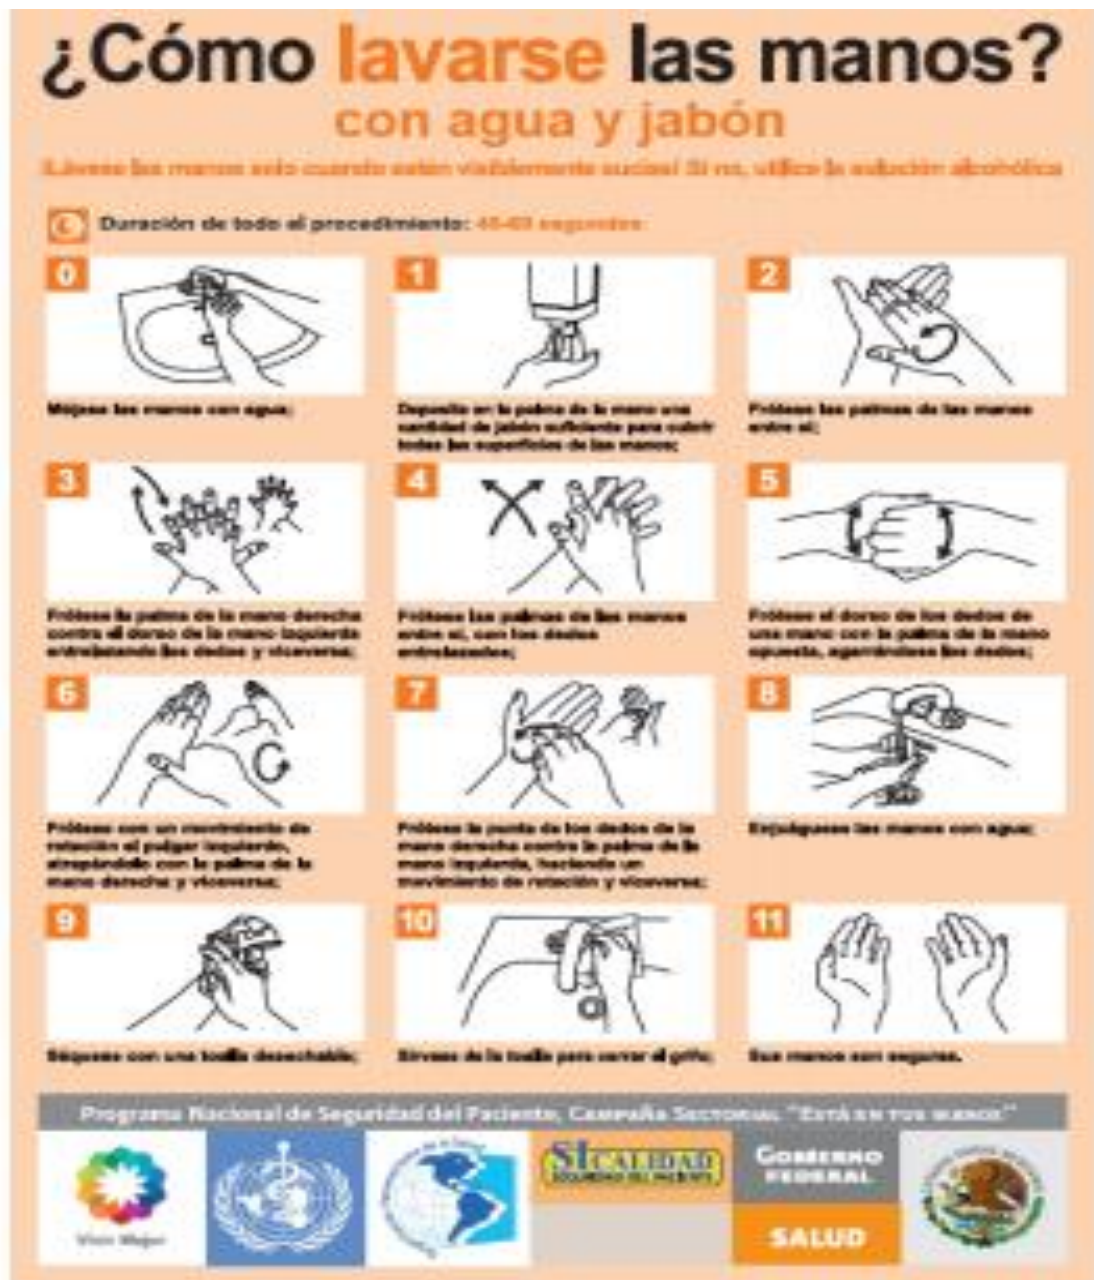 ¿Cómo lavarse las manos?
con agua y jabón
¡Lávese las manos solo cuando estén visiblemente sucias! Si no, utilice la solución alcohólica
Duración de todo el procedimiento: 40-60 segundos
0
Mójese las manos con agua;
1
Deposite en la palma de la mano una
cantidad de jabón suficiente para cubrir
todas las superficies de las manos;
2
Frótese las palmas de las manos
entre sí;
3
Frótese la palma de la mano derecha
contra el dorso de la mano izquierda
entrelazando los dedos y viceversa;
4
Frótese las palmas de las manos
entre sí, con los dedos
entrelazados;
5
Frótese el dorso de los dedos de
una mano con la palma de la mano
opuesta, agarrándose los dedos;
6
Frótese con un movimiento de
rotación el pulgar izquierdo,
atrapándolo con la palma de la
mano derecha y viceversa;
7
Frótese la punta de los dedos de la
mano derecha contra la palma de la
mano izquierda, haciendo un
movimiento de rotación y viceversa;
8
Enjuáguese las manos con agua;
9
Séquese con una toalla desechable;
10
Sírvase de la toalla para cerrar el grifo;
11
Sus manos son seguras.
Programa Nacional de Seguridad del Paciente, Campaña Sectorial "Está en tus manos"
Vivir Mejor
SICALIDAD
SEGURIDAD DEL PACIENTE
GOBIERNO
FEDERAL
SALUD